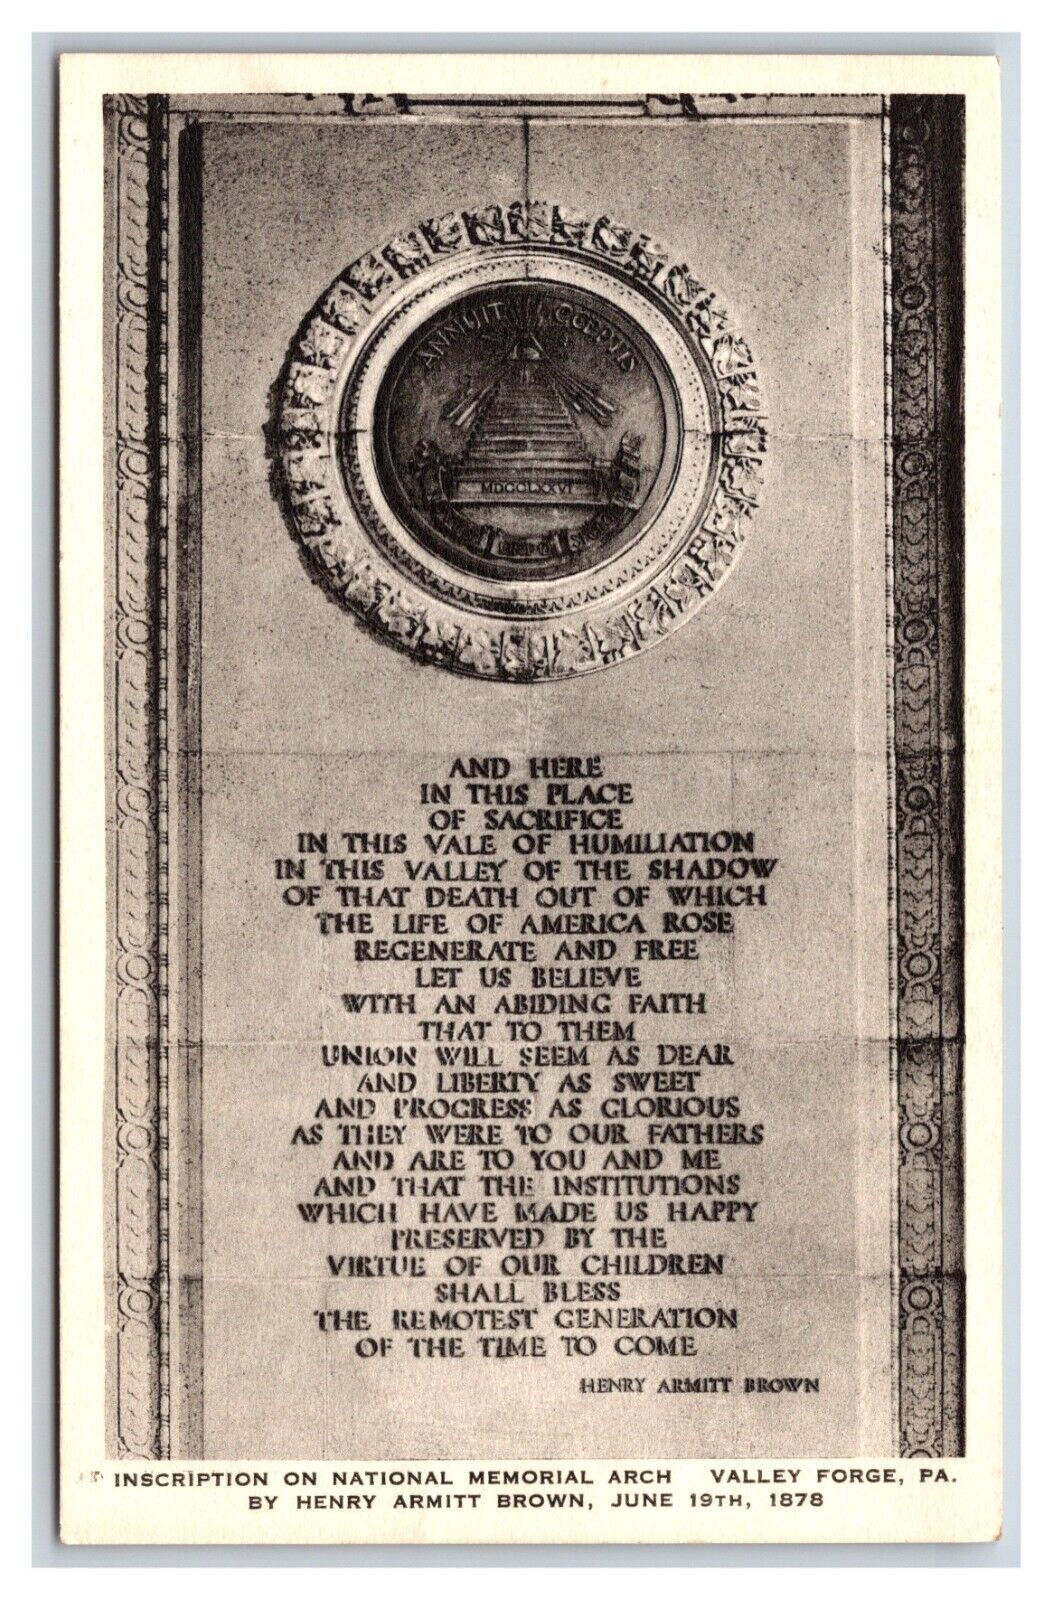 ANNUIT COEPTIS
MDCCLXXVI
AND HERE
IN THIS PLACE
OF SACRIFICE
IN THIS VALE OF HUMILIATION
IN THIS VALLEY OF THE SHADOW
OF THAT DEATH OUT OF WHICH
THE LIFE OF AMERICA ROSE
REGENERATE AND FREE
LET US BELIEVE
WITH AN ABIDING FAITH
THAT TO THEM
UNION WILL SEEM AS DEAR
AND LIBERTY AS SWEET
AND PROGRESS AS GLORIOUS
AS THEY WERE TO OUR FATHERS
AND ARE TO YOU AND ME
AND THAT THE INSTITUTIONS
WHICH HAVE MADE US HAPPY
PRESERVED BY THE
VIRTUE OF OUR CHILDREN
SHALL BLESS
THE REMOTEST GENERATION
OF THE TIME TO COME
HENRY ARMITT BROWN
INSCRIPTION ON NATIONAL MEMORIAL ARCH VALLEY FORGE, PA.
BY HENRY ARMITT BROWN, JUNE 19TH, 1878